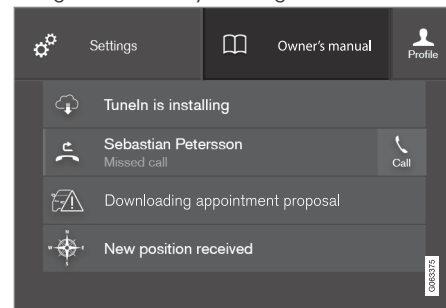 Settings
Owner's manual
Profile
TuneIn is installing
Sebastian Petersson
Missed call
Call
Downloading appointment proposal
N
W
E
S
New position received
G063375